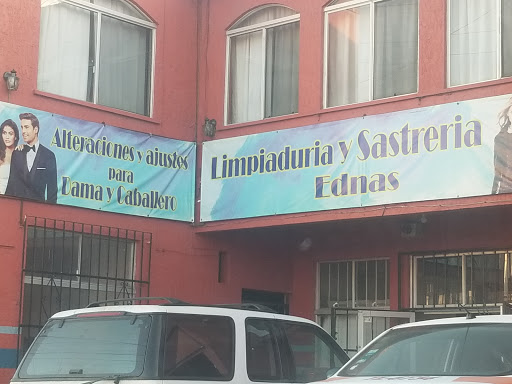 Alteraciones y ajustes
para
Dama y Caballero
Limpiaduria y Sastreria
Ednas